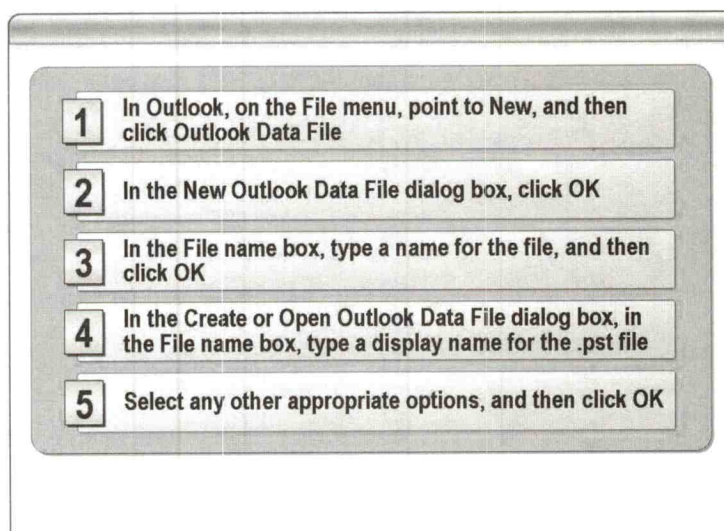 1 In Outlook, on the File menu, point to New, and then
click Outlook Data File
2 In the New Outlook Data File dialog box, click OK
3 In the File name box, type a name for the file, and then
click OK
4 In the Create or Open Outlook Data File dialog box, in
the File name box, type a display name for the .pst file
5 Select any other appropriate options, and then click OK